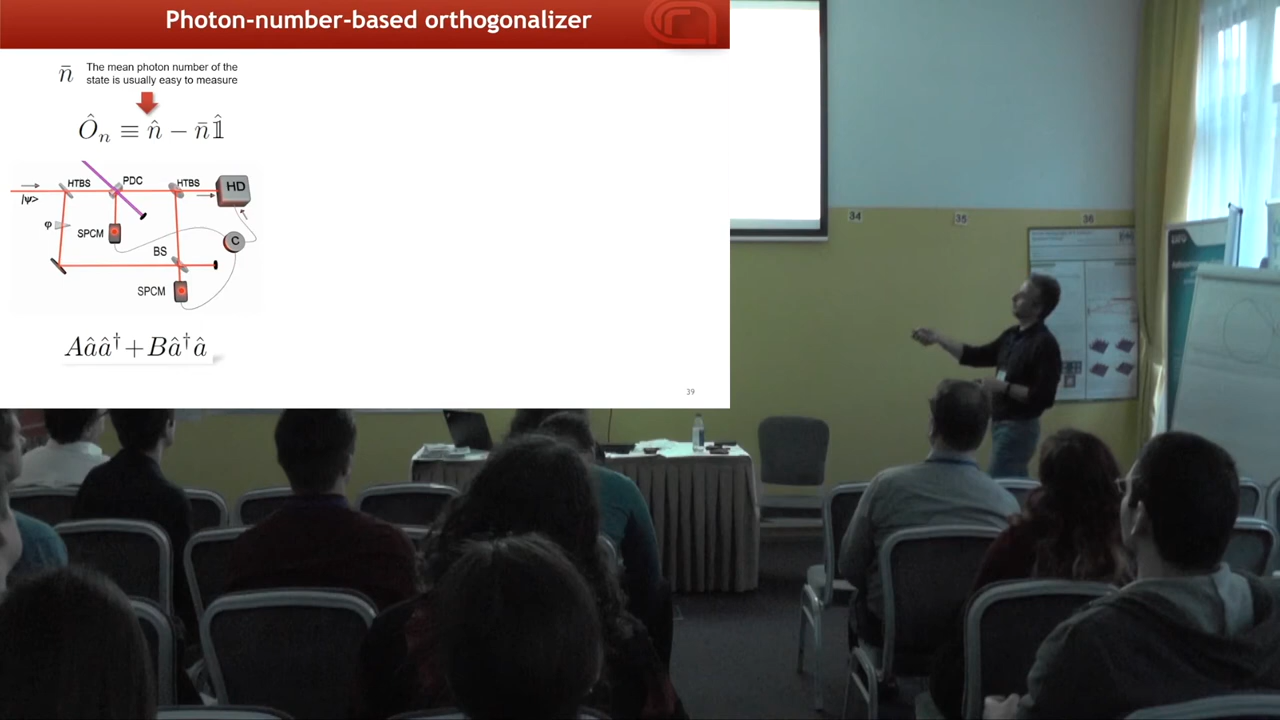 Photon-number-based orthogonalizer
n̄ The mean photon number of the
state is usually easy to measure
Ô_n ≡ n̂ − n̄ 𝟙̂
HTBS PDC HTBS HD
|ψ>
φ SPCM C
BS
SPCM
Aââ† + Bâ†â
39
34 35 36